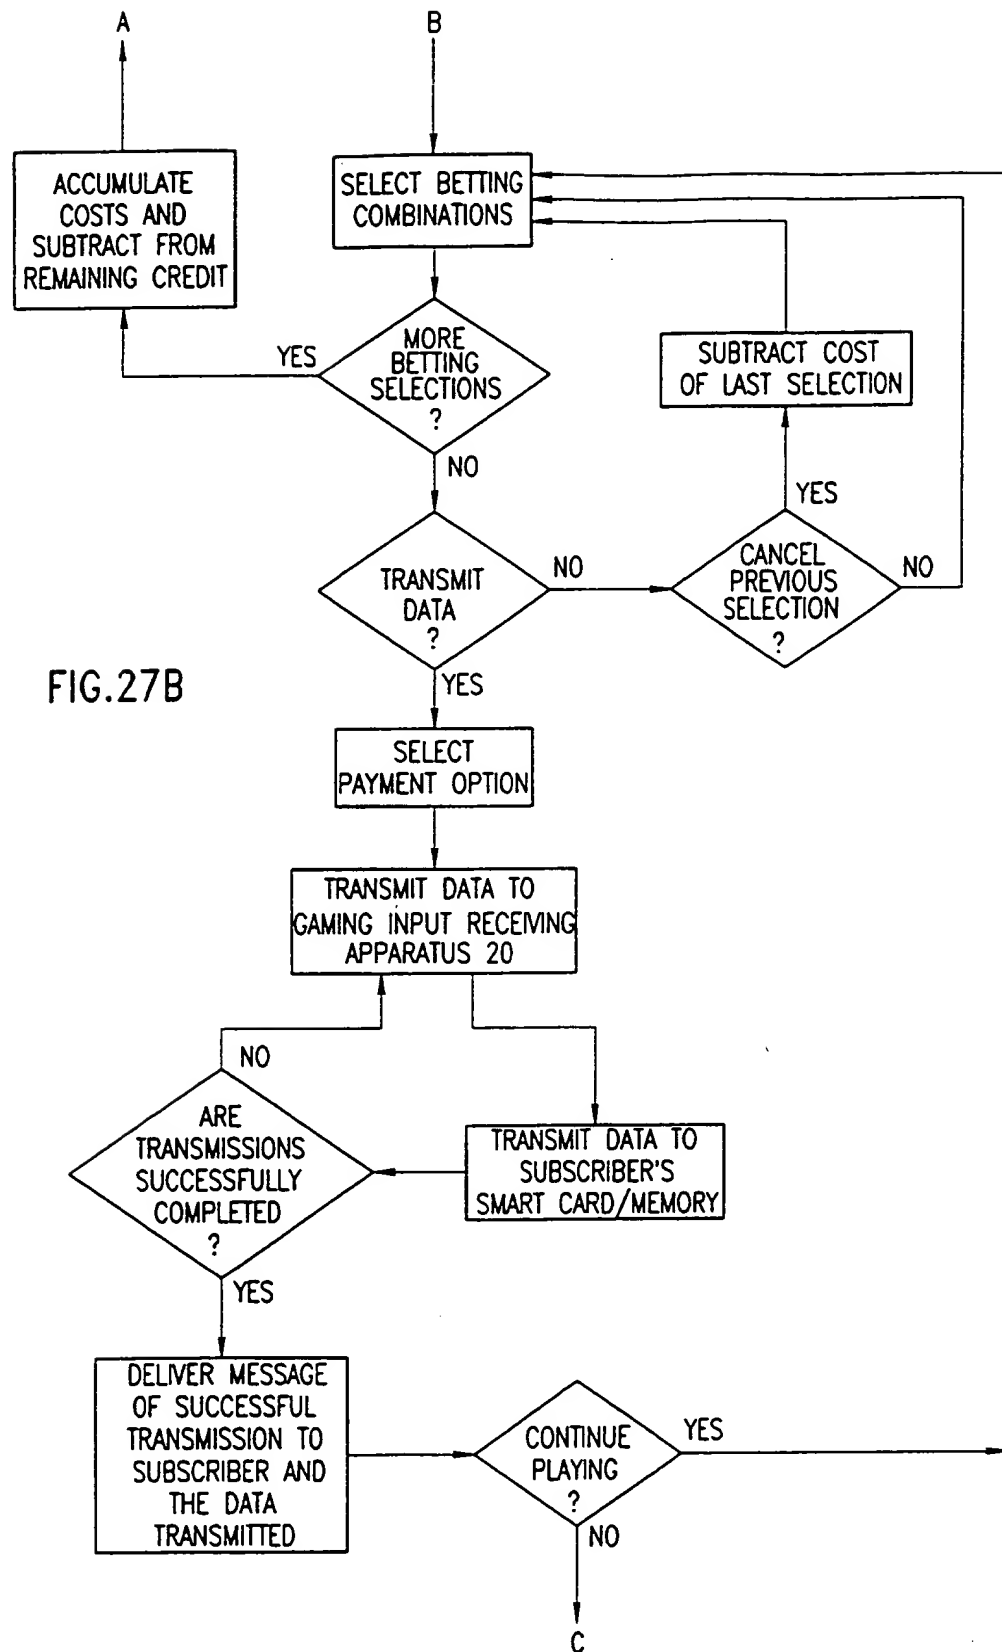 A
B
ACCUMULATE
COSTS AND
SUBTRACT FROM
REMAINING CREDIT
SELECT BETTING
COMBINATIONS
YES
MORE
BETTING
SELECTIONS
?
SUBTRACT COST
OF LAST SELECTION
NO
YES
TRANSMIT
DATA
?
NO
CANCEL
PREVIOUS
SELECTION
?
NO
FIG.27B
YES
SELECT
PAYMENT OPTION
TRANSMIT DATA TO
GAMING INPUT RECEIVING
APPARATUS 20
NO
ARE
TRANSMISSIONS
SUCCESSFULLY
COMPLETED
?
TRANSMIT DATA TO
SUBSCRIBER'S
SMART CARD/MEMORY
YES
DELIVER MESSAGE
OF SUCCESSFUL
TRANSMISSION TO
SUBSCRIBER AND
THE DATA
TRANSMITTED
CONTINUE
PLAYING
?
YES
NO
C